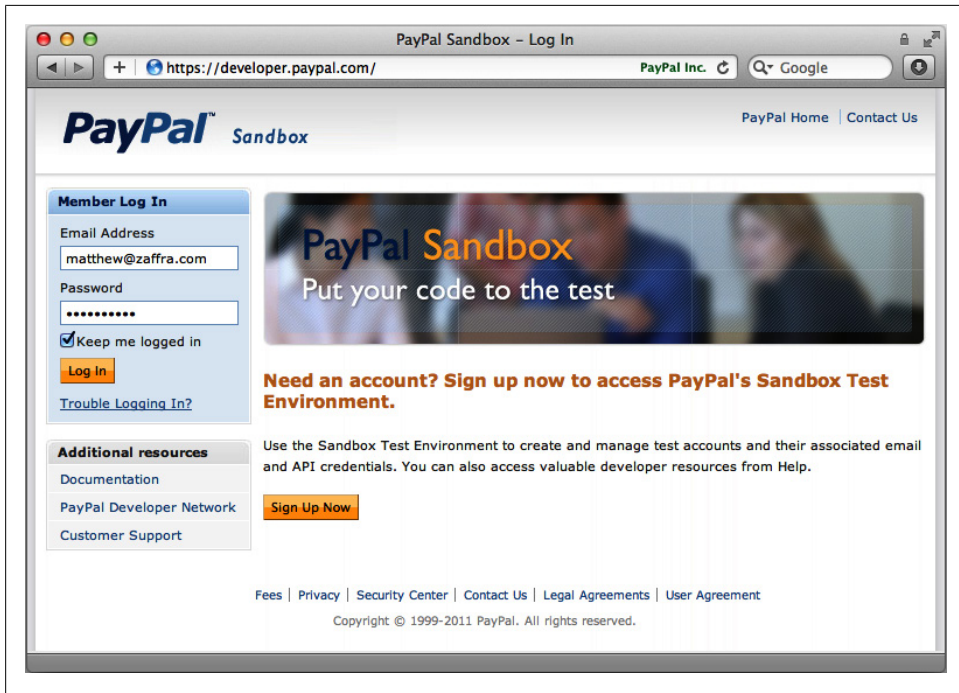 PayPal Sandbox – Log In
+ https://developer.paypal.com/ PayPal Inc. Google
PayPal™ Sandbox
PayPal Home | Contact Us
Member Log In
Email Address
matthew@zaffra.com
Password
••••••••••
Keep me logged in
Log In
Trouble Logging In?
Additional resources
Documentation
PayPal Developer Network
Customer Support
PayPal Sandbox
Put your code to the test
Need an account? Sign up now to access PayPal's Sandbox Test
Environment.
Use the Sandbox Test Environment to create and manage test accounts and their associated email
and API credentials. You can also access valuable developer resources from Help.
Sign Up Now
Fees | Privacy | Security Center | Contact Us | Legal Agreements | User Agreement
Copyright © 1999-2011 PayPal. All rights reserved.